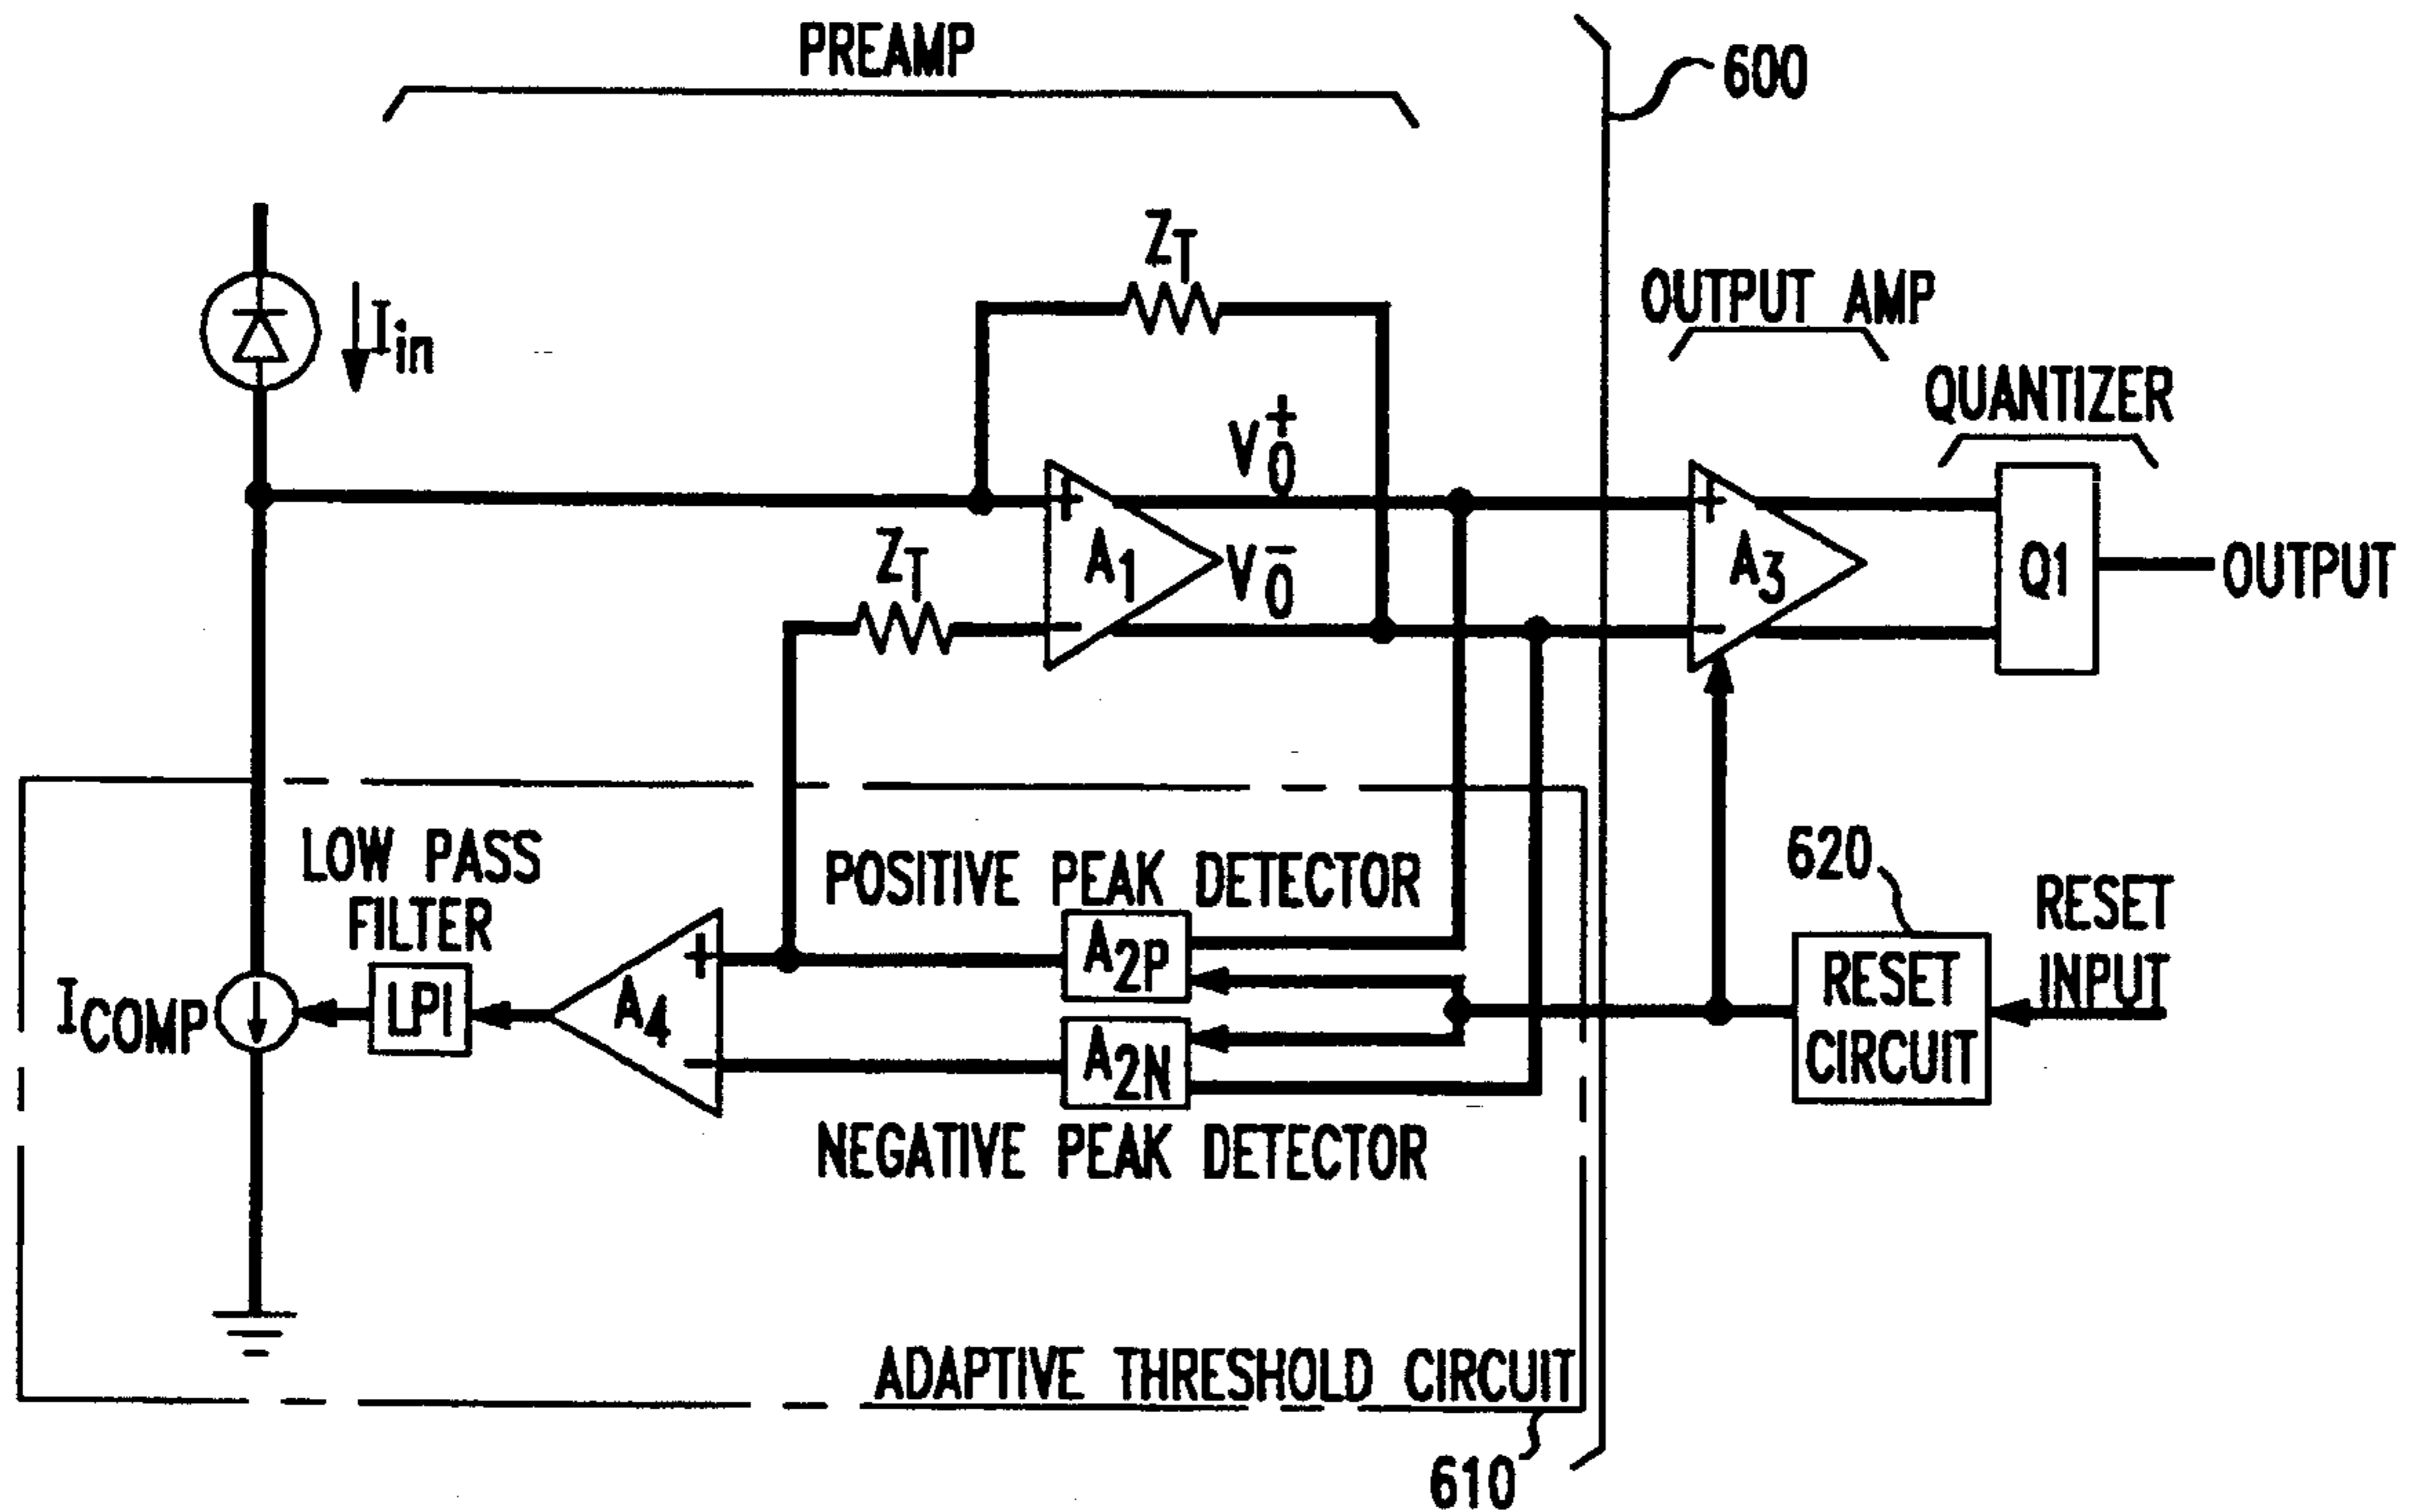 PREAMP
600
ZT
Iin
OUTPUT AMP
QUANTIZER
V0+
+
A1
V0-
-
ZT
+
A3
-
Q1
OUTPUT
LOW PASS
FILTER
POSITIVE PEAK DETECTOR
620
RESET
INPUT
ICOMP
LP1
+
A4
-
A2P
A2N
RESET
CIRCUIT
NEGATIVE PEAK DETECTOR
ADAPTIVE THRESHOLD CIRCUIT
610